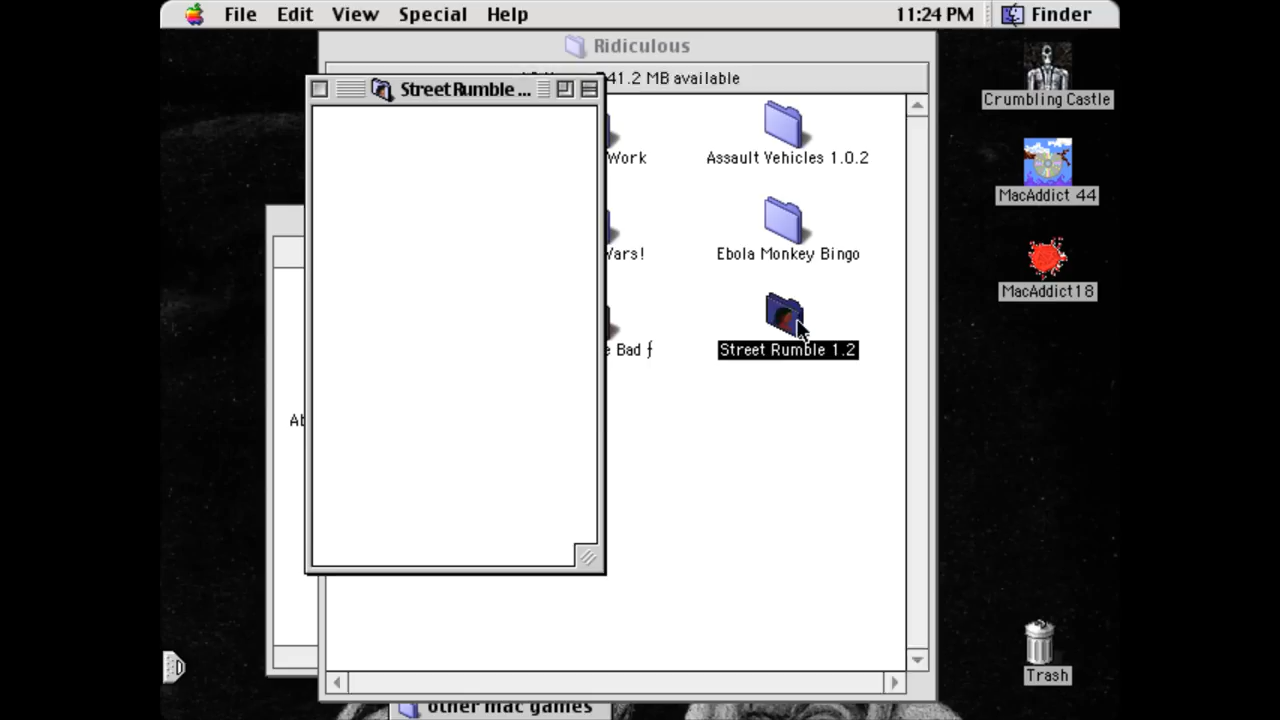 File Edit View Special Help 11:24 PM Finder
Ridiculous
41.2 MB available
Street Rumble ...
Work
Assault Vehicles 1.0.2
Ebola Monkey Bingo
Bad ƒ
Street Rumble 1.2
Crumbling Castle
MacAddict 44
MacAddict18
Trash
other mac games